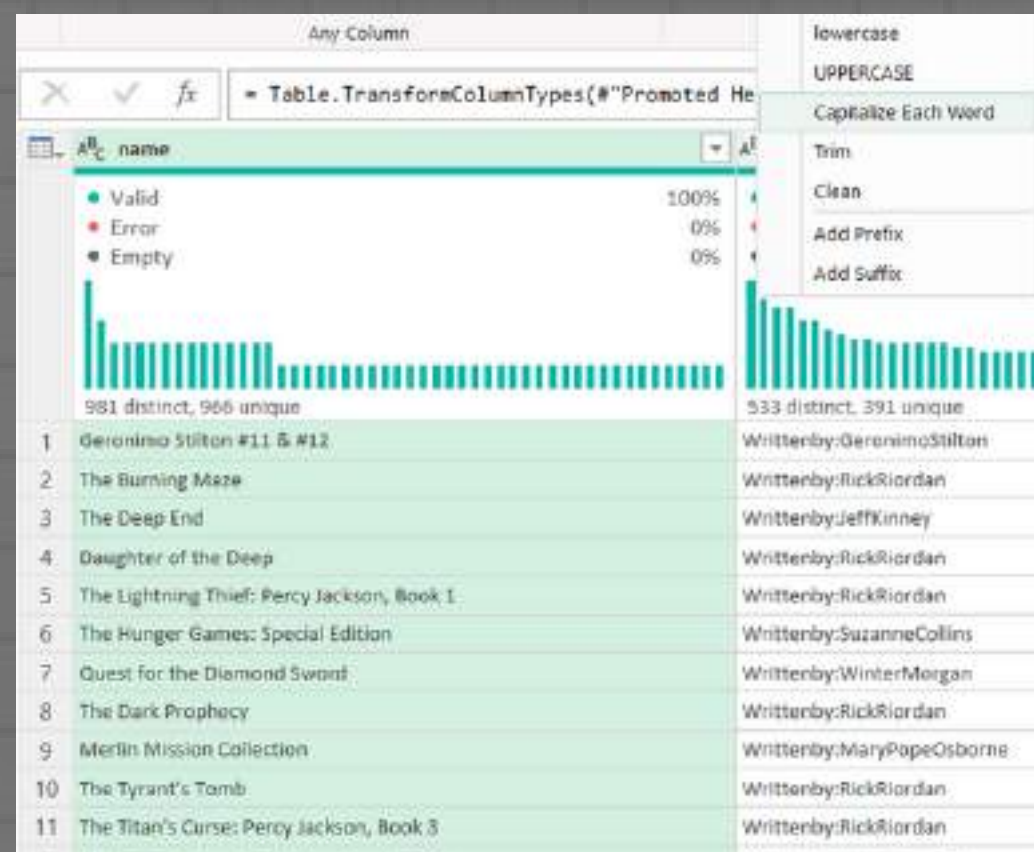 Any Column
lowercase
UPPERCASE
Capitalize Each Word
Trim
Clean
Add Prefix
Add Suffix
fx
= Table.TransformColumnTypes(#"Promoted He
ABC name
Valid 100%
Error 0%
Empty 0%
981 distinct, 966 unique
533 distinct, 391 unique
1 Geronimo Stilton #11 & #12 Writtenby:GeronimoStilton
2 The Burning Maze Writtenby:RickRiordan
3 The Deep End Writtenby:JeffKinney
4 Daughter of the Deep Writtenby:RickRiordan
5 The Lightning Thief: Percy Jackson, Book 1 Writtenby:RickRiordan
6 The Hunger Games: Special Edition Writtenby:SuzanneCollins
7 Quest for the Diamond Sword Writtenby:WinterMorgan
8 The Dark Prophecy Writtenby:RickRiordan
9 Merlin Mission Collection Writtenby:MaryPopeOsborne
10 The Tyrant's Tomb Writtenby:RickRiordan
11 The Titan's Curse: Percy Jackson, Book 3 Writtenby:RickRiordan